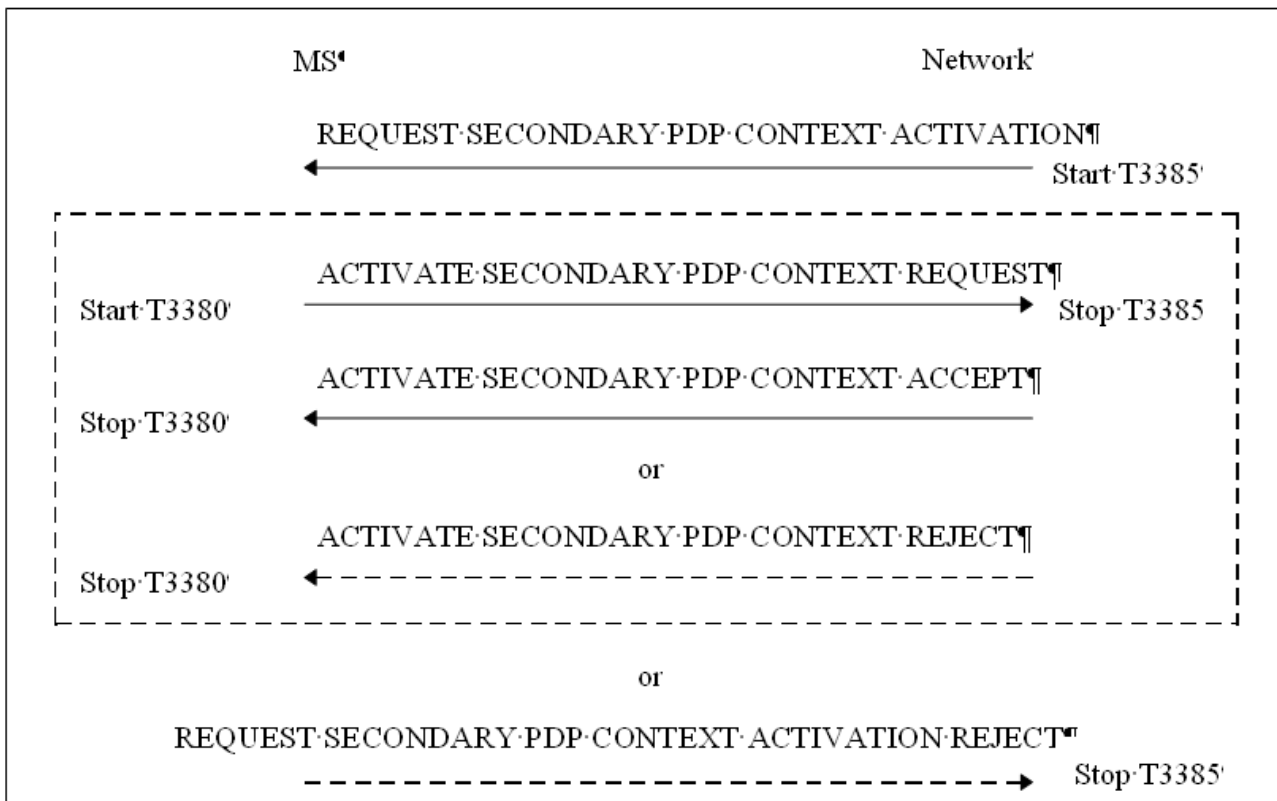 MS Network
REQUEST·SECONDARY·PDP·CONTEXT·ACTIVATION¶
Start·T3385
ACTIVATE·SECONDARY·PDP·CONTEXT·REQUEST¶
Start·T3380 Stop·T3385
ACTIVATE·SECONDARY·PDP·CONTEXT·ACCEPT¶
Stop·T3380
or
ACTIVATE·SECONDARY·PDP·CONTEXT·REJECT¶
Stop·T3380
or
REQUEST·SECONDARY·PDP·CONTEXT·ACTIVATION·REJECT¶
Stop·T3385